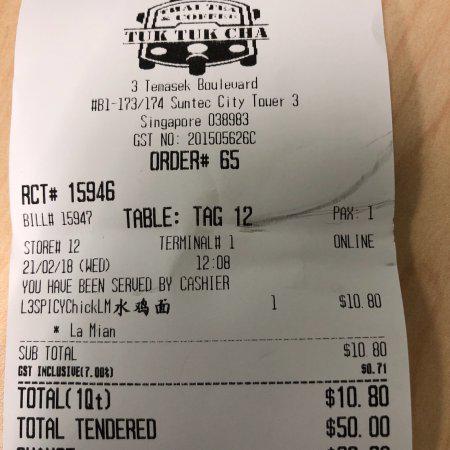 THAI TEA
& COFFEE
TUK TUK CHA
3 Temasek Boulevard
#B1-173/174 Suntec City Tower 3
Singapore 038983
GST NO: 201505626C
ORDER# 65
RCT# 15946
BILL# 15947 TABLE: TAG 12 PAX: 1
STORE# 12 TERMINAL# 1 ONLINE
21/02/18 (WED) 12:08
YOU HAVE BEEN SERVED BY CASHIER
L3SPICYChickLM水鸡面 1 $10.80
* La Mian
SUB TOTAL $10.80
GST INCLUSIVE(7.00%) $0.71
TOTAL(1Qt) $10.80
TOTAL TENDERED $50.00